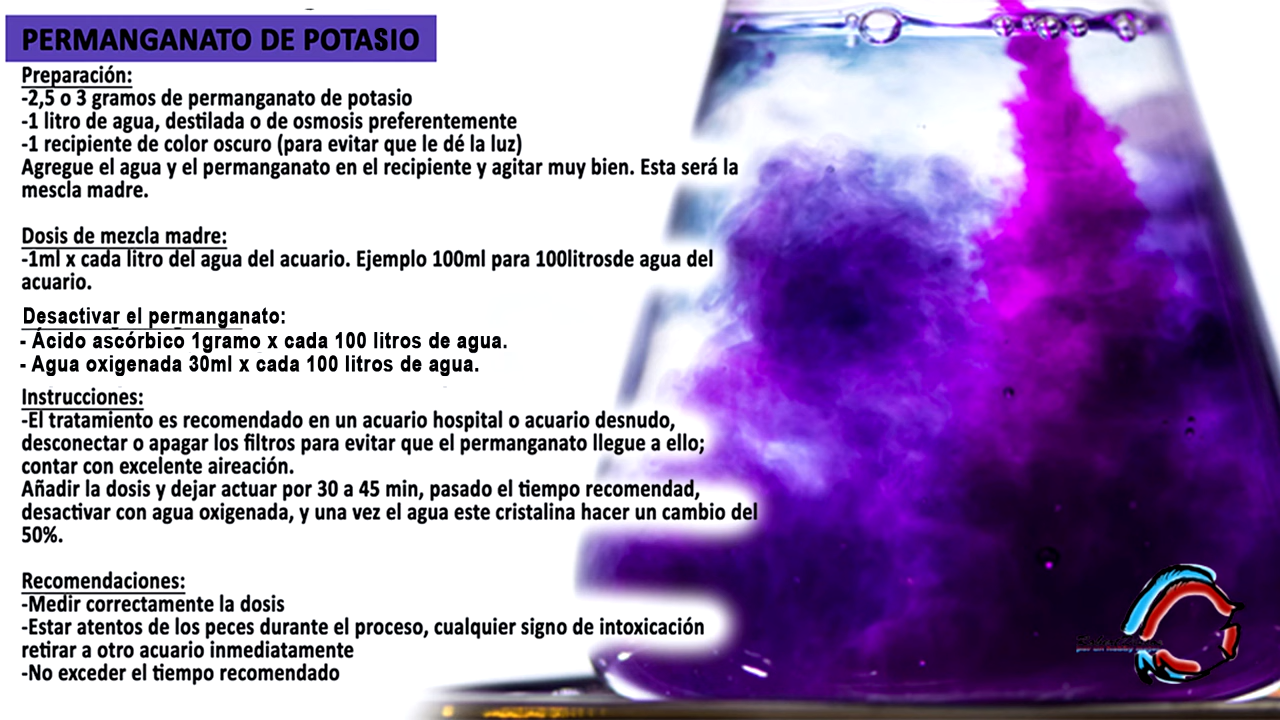 PERMANGANATO DE POTASIO
Preparación:
-2,5 o 3 gramos de permanganato de potasio
-1 litro de agua, destilada o de osmosis preferentemente
-1 recipiente de color oscuro (para evitar que le dé la luz)
Agregue el agua y el permanganato en el recipiente y agitar muy bien. Esta será la
mescla madre.
Dosis de mezcla madre:
-1ml x cada litro del agua del acuario. Ejemplo 100ml para 100litrosde agua del
acuario.
Desactivar el permanganato:
- Ácido ascórbico 1gramo x cada 100 litros de agua.
- Agua oxigenada 30ml x cada 100 litros de agua.
Instrucciones:
-El tratamiento es recomendado en un acuario hospital o acuario desnudo,
desconectar o apagar los filtros para evitar que el permanganato llegue a ello;
contar con excelente aireación.
Añadir la dosis y dejar actuar por 30 a 45 min, pasado el tiempo recomendad,
desactivar con agua oxigenada, y una vez el agua este cristalina hacer un cambio del
50%.
Recomendaciones:
-Medir correctamente la dosis
-Estar atentos de los peces durante el proceso, cualquier signo de intoxicación
retirar a otro acuario inmediatamente
-No exceder el tiempo recomendado